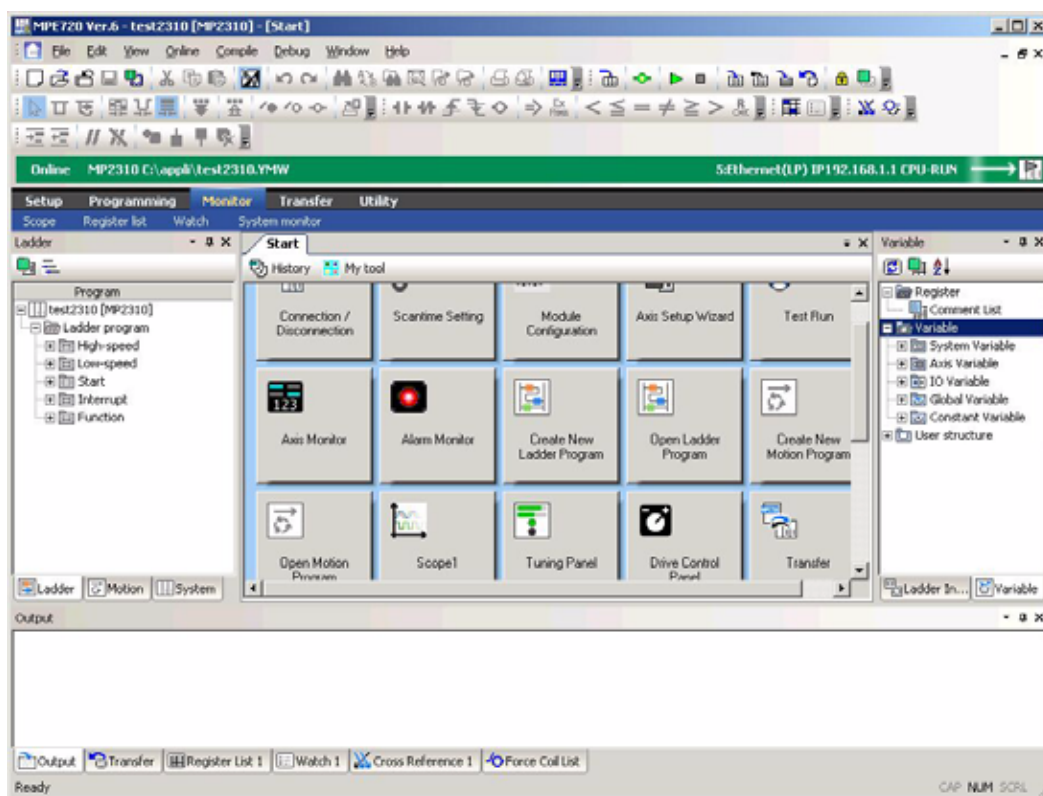 MPE720 Ver.6 - test2310 [MP2310] - [Start]
File Edit View Online Compile Debug Window Help
Online MP2310 C:\appli\test2310.YMW 5:Ethernet(LP) IP192.168.1.1 CPU-RUN
Setup Programming Monitor Transfer Utility
Scope Register list Watch System monitor
Ladder
Program
test2310 [MP2310]
Ladder program
High-speed
Low-speed
Start
Interrupt
Function
Ladder Motion System
Start
History My tool
Connection / Disconnection
Scantime Setting
Module Configuration
Axis Setup Wizard
Test Run
123
Axis Monitor
Alarm Monitor
Create New Ladder Program
Open Ladder Program
Create New Motion Program
Open Motion Program
Scope1
Tuning Panel
Drive Control Panel
Transfer
Variable
Register
Comment List
Variable
System Variable
Axis Variable
IO Variable
Global Variable
Constant Variable
User structure
Ladder In... Variable
Output
Output Transfer Register List 1 Watch 1 Cross Reference 1 Force Coil List
Ready CAP NUM SCRL